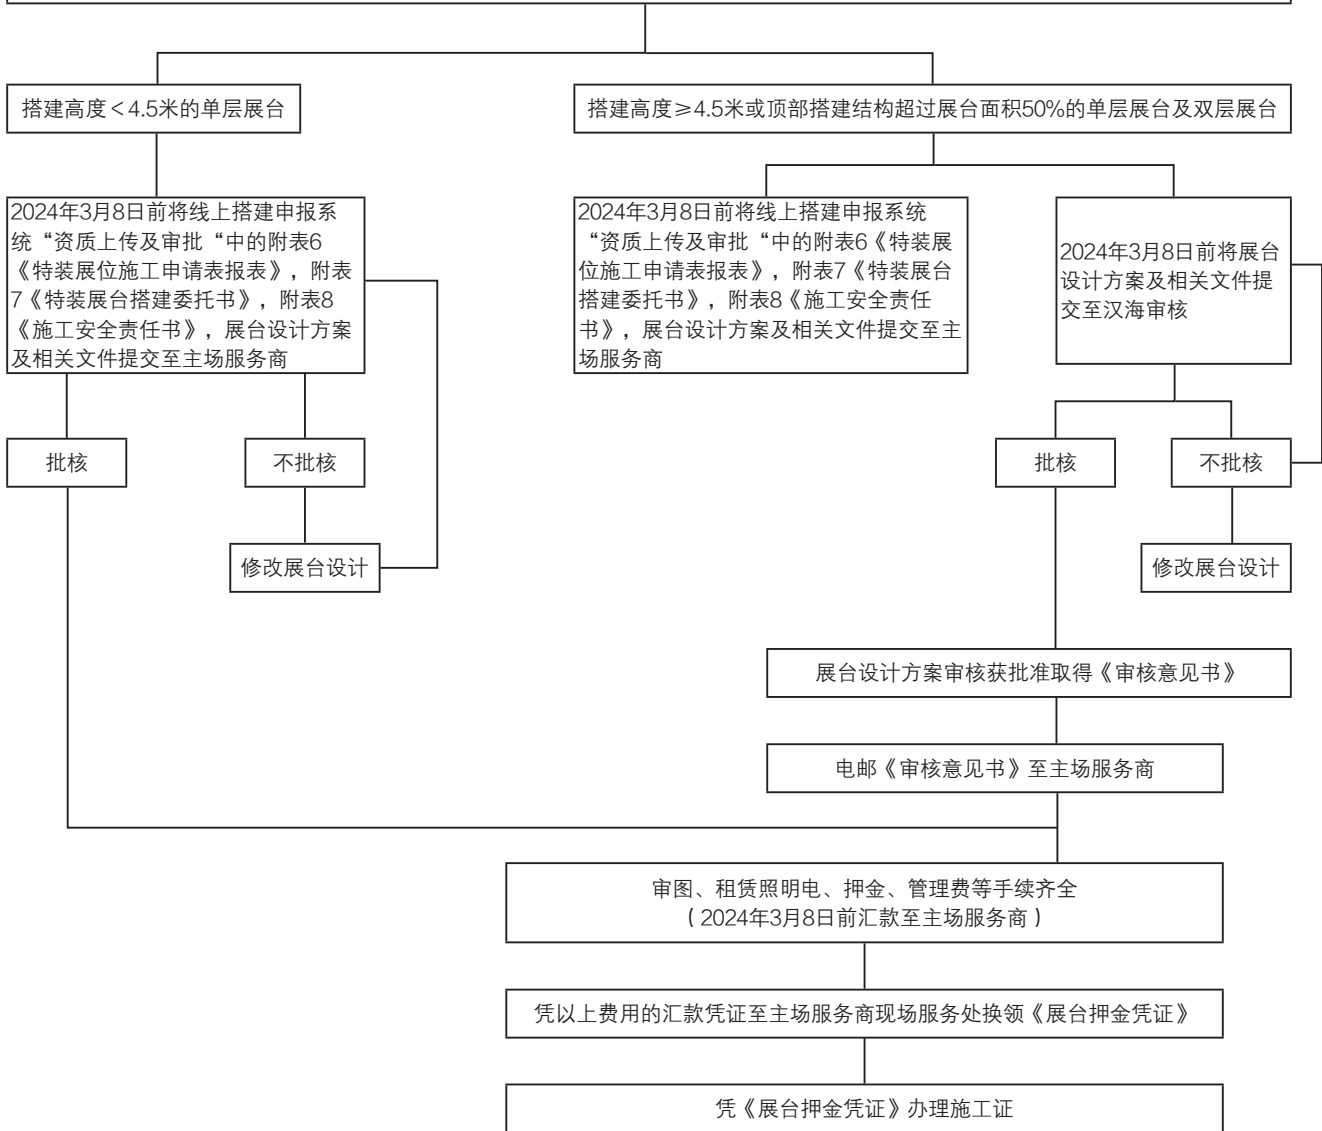 搭建高度＜4.5米的单层展台
搭建高度≥4.5米或顶部搭建结构超过展台面积50%的单层展台及双层展台
2024年3月8日前将线上搭建申报系
统“资质上传及审批“中的附表6
《特装展位施工申请表报表》，附表
7《特装展台搭建委托书》，附表8
《施工安全责任书》，展台设计方案
及相关文件提交至主场服务商
2024年3月8日前将线上搭建申报系统
“资质上传及审批“中的附表6《特装展
位施工申请表报表》，附表7《特装展台
搭建委托书》，附表8《施工安全责任
书》，展台设计方案及相关文件提交至主
场服务商
2024年3月8日前将展台
设计方案及相关文件提
交至汉海审核
批核
不批核
批核
不批核
修改展台设计
修改展台设计
展台设计方案审核获批准取得《审核意见书》
电邮《审核意见书》至主场服务商
审图、租赁照明电、押金、管理费等手续齐全
（2024年3月8日前汇款至主场服务商）
凭以上费用的汇款凭证至主场服务商现场服务处换领《展台押金凭证》
凭《展台押金凭证》办理施工证